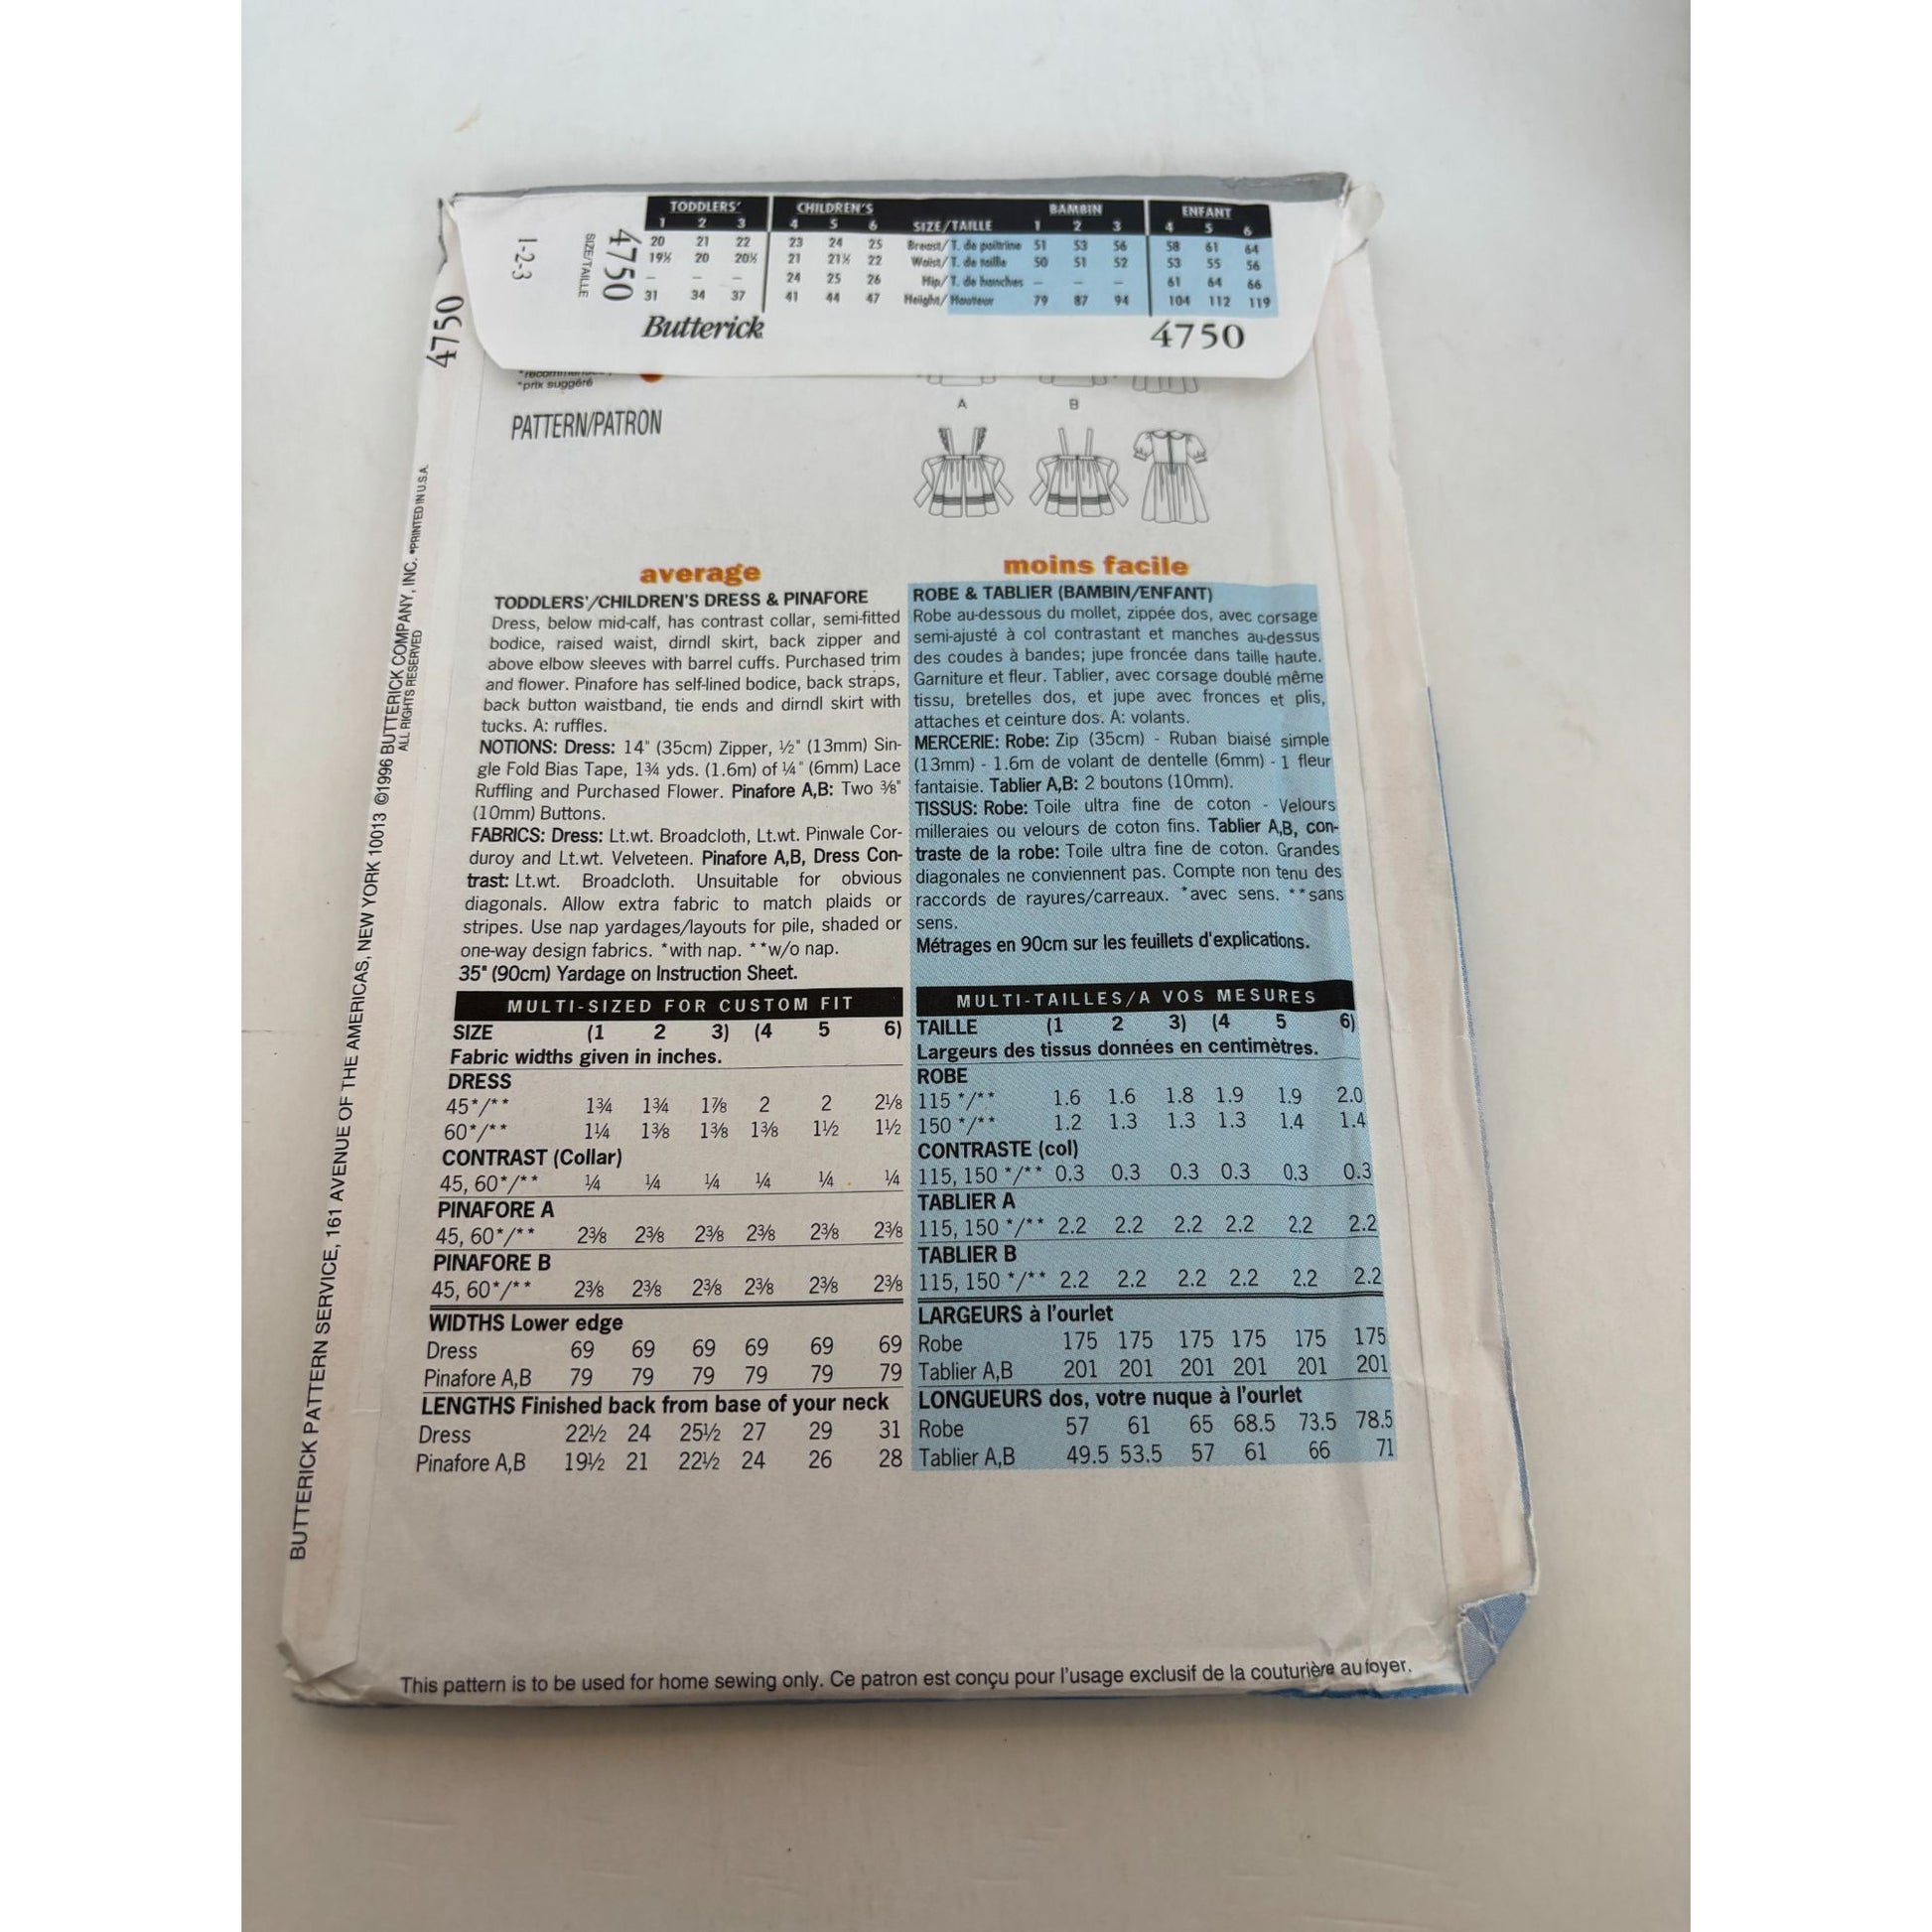 TODDLERS' CHILDREN'S BAMBIN ENFANT
1 2 3 4 5 6 SIZE/TAILLE 1 2 3 4 5 6
20 21 22 23 24 25 Breast/T. de poitrine 51 53 56 58 61 64
19½ 20 20½ 21 21½ 22 Waist/T. de taille 50 51 52 53 55 56
- - - 24 25 26 Hip/T. de hanches - - - 61 64 66
31 34 37 41 44 47 Height/Hauteur 79 87 94 104 112 119
1-2-3
SIZE/TAILLE
4750
Butterick 4750
4750
*prix suggéré
PATTERN/PATRON
A B
average
TODDLERS'/CHILDREN'S DRESS & PINAFORE
Dress, below mid-calf, has contrast collar, semi-fitted
bodice, raised waist, dirndl skirt, back zipper and
above elbow sleeves with barrel cuffs. Purchased trim
and flower. Pinafore has self-lined bodice, back straps,
back button waistband, tie ends and dirndl skirt with
tucks. A: ruffles.
NOTIONS: Dress: 14" (35cm) Zipper, ½" (13mm) Sin-
gle Fold Bias Tape, 1¾ yds. (1.6m) of ¼" (6mm) Lace
Ruffling and Purchased Flower. Pinafore A,B: Two ⅜"
(10mm) Buttons.
FABRICS: Dress: Lt.wt. Broadcloth, Lt.wt. Pinwale Cor-
duroy and Lt.wt. Velveteen. Pinafore A,B, Dress Con-
trast: Lt.wt. Broadcloth. Unsuitable for obvious
diagonals. Allow extra fabric to match plaids or
stripes. Use nap yardages/layouts for pile, shaded or
one-way design fabrics. *with nap. **w/o nap.
35" (90cm) Yardage on Instruction Sheet.
MULTI-SIZED FOR CUSTOM FIT
SIZE (1 2 3) (4 5 6)
Fabric widths given in inches.
DRESS
45*/** 1¾ 1¾ 1⅞ 2 2 2⅛
60*/** 1¼ 1⅜ 1⅜ 1⅜ 1½ 1½
CONTRAST (Collar)
45, 60*/** ¼ ¼ ¼ ¼ ¼ ¼
PINAFORE A
45, 60*/** 2⅜ 2⅜ 2⅜ 2⅜ 2⅜ 2⅜
PINAFORE B
45, 60*/** 2⅜ 2⅜ 2⅜ 2⅜ 2⅜ 2⅜
WIDTHS Lower edge
Dress 69 69 69 69 69 69
Pinafore A,B 79 79 79 79 79 79
LENGTHS Finished back from base of your neck
Dress 22½ 24 25½ 27 29 31
Pinafore A,B 19½ 21 22½ 24 26 28
moins facile
ROBE & TABLIER (BAMBIN/ENFANT)
Robe au-dessous du mollet, zippée dos, avec corsage
semi-ajusté à col contrastant et manches au-dessus
des coudes à bandes; jupe froncée dans taille haute.
Garniture et fleur. Tablier, avec corsage doublé même
tissu, bretelles dos, et jupe avec fronces et plis,
attaches et ceinture dos. A: volants.
MERCERIE: Robe: Zip (35cm) - Ruban biaisé simple
(13mm) - 1.6m de volant de dentelle (6mm) - 1 fleur
fantaisie. Tablier A,B: 2 boutons (10mm).
TISSUS: Robe: Toile ultra fine de coton - Velours
milleraies ou velours de coton fins. Tablier A,B, con-
traste de la robe: Toile ultra fine de coton. Grandes
diagonales ne conviennent pas. Compte non tenu des
raccords de rayures/carreaux. *avec sens. **sans
sens.
Métrages en 90cm sur les feuillets d'explications.
MULTI-TAILLES/A VOS MESURES
TAILLE (1 2 3) (4 5 6)
Largeurs des tissus données en centimètres.
ROBE
115 */** 1.6 1.6 1.8 1.9 1.9 2.0
150 */** 1.2 1.3 1.3 1.3 1.4 1.4
CONTRASTE (col)
115, 150 */** 0.3 0.3 0.3 0.3 0.3 0.3
TABLIER A
115, 150 */** 2.2 2.2 2.2 2.2 2.2 2.2
TABLIER B
115, 150 */** 2.2 2.2 2.2 2.2 2.2 2.2
LARGEURS à l'ourlet
Robe 175 175 175 175 175 175
Tablier A,B 201 201 201 201 201 201
LONGUEURS dos, votre nuque à l'ourlet
Robe 57 61 65 68.5 73.5 78.5
Tablier A,B 49.5 53.5 57 61 66 71
BUTTERICK PATTERN SERVICE, 161 AVENUE OF THE AMERICAS, NEW YORK 10013 ©1996 BUTTERICK COMPANY, INC. •PRINTED IN U.S.A.
ALL RIGHTS RESERVED
This pattern is to be used for home sewing only. Ce patron est conçu pour l'usage exclusif de la couturière au foyer.